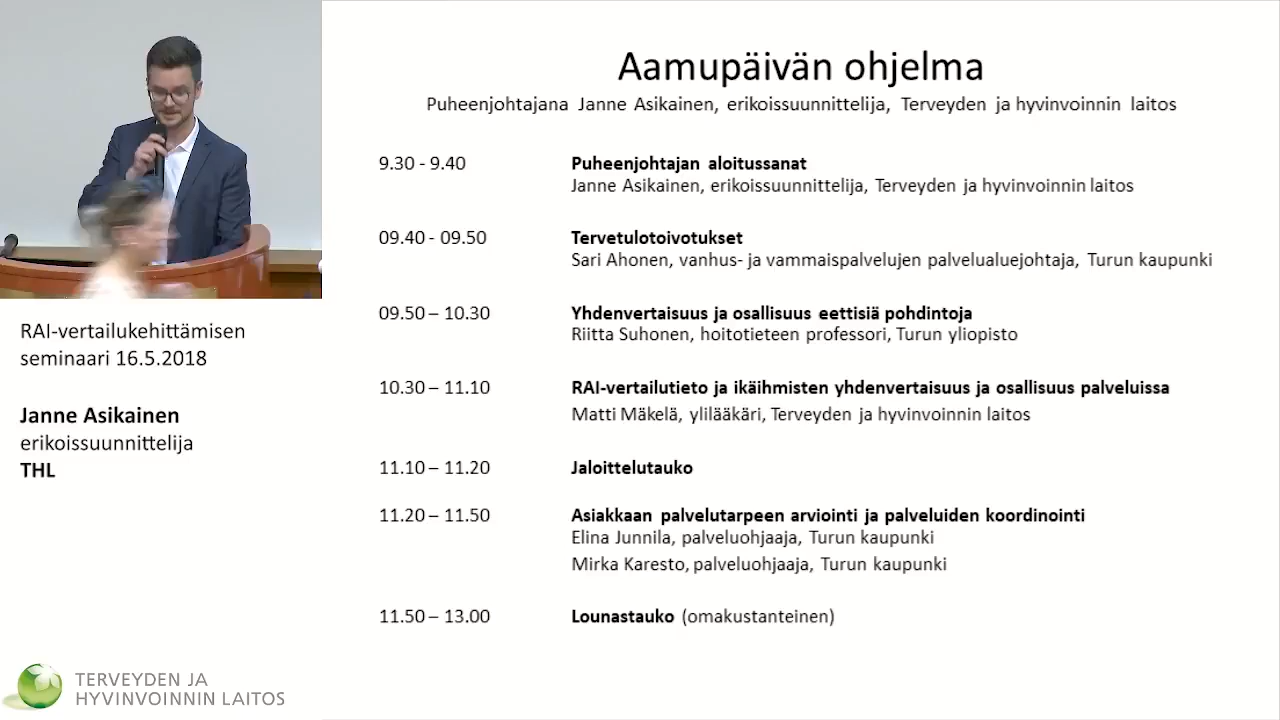 Aamupäivän ohjelma
Puheenjohtajana Janne Asikainen, erikoissuunnittelija, Terveyden ja hyvinvoinnin laitos
9.30 - 9.40 Puheenjohtajan aloitussanat
Janne Asikainen, erikoissuunnittelija, Terveyden ja hyvinvoinnin laitos
09.40 - 09.50 Tervetulotoivotukset
Sari Ahonen, vanhus- ja vammaispalvelujen palvelualuejohtaja, Turun kaupunki
09.50 – 10.30 Yhdenvertaisuus ja osallisuus eettisiä pohdintoja
Riitta Suhonen, hoitotieteen professori, Turun yliopisto
10.30 – 11.10 RAI-vertailutieto ja ikäihmisten yhdenvertaisuus ja osallisuus palveluissa
Matti Mäkelä, ylilääkäri, Terveyden ja hyvinvoinnin laitos
11.10 – 11.20 Jaloittelutauko
11.20 – 11.50 Asiakkaan palvelutarpeen arviointi ja palveluiden koordinointi
Elina Junnila, palveluohjaaja, Turun kaupunki
Mirka Karesto, palveluohjaaja, Turun kaupunki
11.50 – 13.00 Lounastauko (omakustanteinen)
RAI-vertailukehittämisen
seminaari 16.5.2018
Janne Asikainen
erikoissuunnittelija
THL
TERVEYDEN JA
HYVINVOINNIN LAITOS